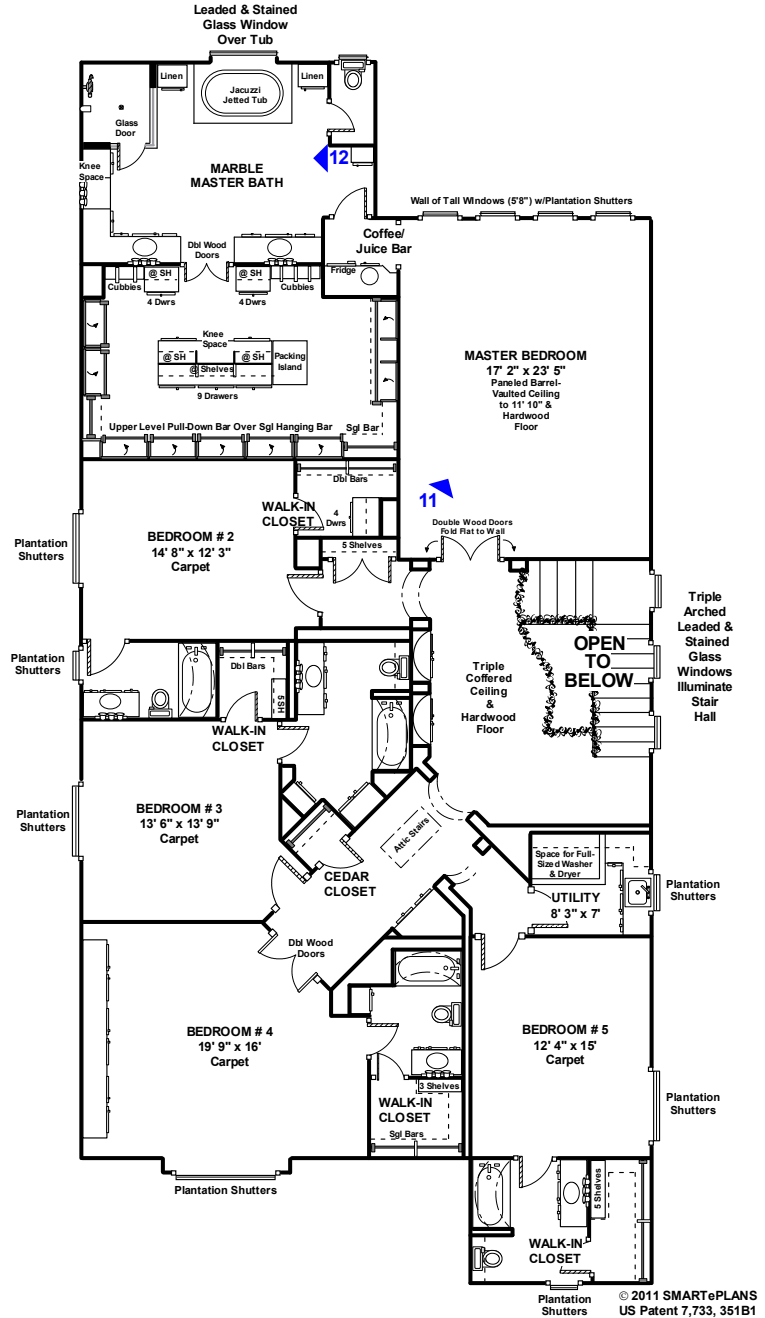 Leaded & Stained
Glass Window
Over Tub
Linen
Linen
Jacuzzi
Jetted Tub
Glass
Door
Knee
Space
MARBLE
MASTER BATH
12
Wall of Tall Windows (5'8") w/Plantation Shutters
Coffee/
Juice Bar
Dbl Wood
Doors
Fridge
@ SH
@ SH
Cubbies
Cubbies
4 Dwrs
4 Dwrs
Knee
Space
@ SH
@ SH
@ Shelves
Packing
Island
9 Drawers
MASTER BEDROOM
17' 2" x 23' 5"
Paneled Barrel-
Vaulted Ceiling
to 11' 10" &
Hardwood
Floor
Upper Level Pull-Down Bar Over Sgl Hanging Bar
Sgl Bar
Dbl Bars
11
WALK-IN
CLOSET
4
Dwrs
Double Wood Doors
Fold Flat to Wall
Plantation
Shutters
BEDROOM # 2
14' 8" x 12' 3"
Carpet
5 Shelves
Triple
Arched
Leaded &
Stained
Glass
Windows
Illuminate
Stair
Hall
OPEN
TO
BELOW
Plantation
Shutters
Dbl Bars
5 SH
Triple
Coffered
Ceiling
&
Hardwood
Floor
WALK-IN
CLOSET
Plantation
Shutters
BEDROOM # 3
13' 6" x 13' 9"
Carpet
Attic Stairs
CEDAR
CLOSET
Space for Full-
Sized Washer
& Dryer
UTILITY
8' 3" x 7'
Plantation
Shutters
Dbl Wood
Doors
BEDROOM # 4
19' 9" x 16'
Carpet
BEDROOM # 5
12' 4" x 15'
Carpet
3 Shelves
WALK-IN
CLOSET
Sgl Bars
Plantation
Shutters
Plantation Shutters
5 Shelves
WALK-IN
CLOSET
Plantation
Shutters
© 2011 SMARTePLANS
US Patent 7,733, 351B1